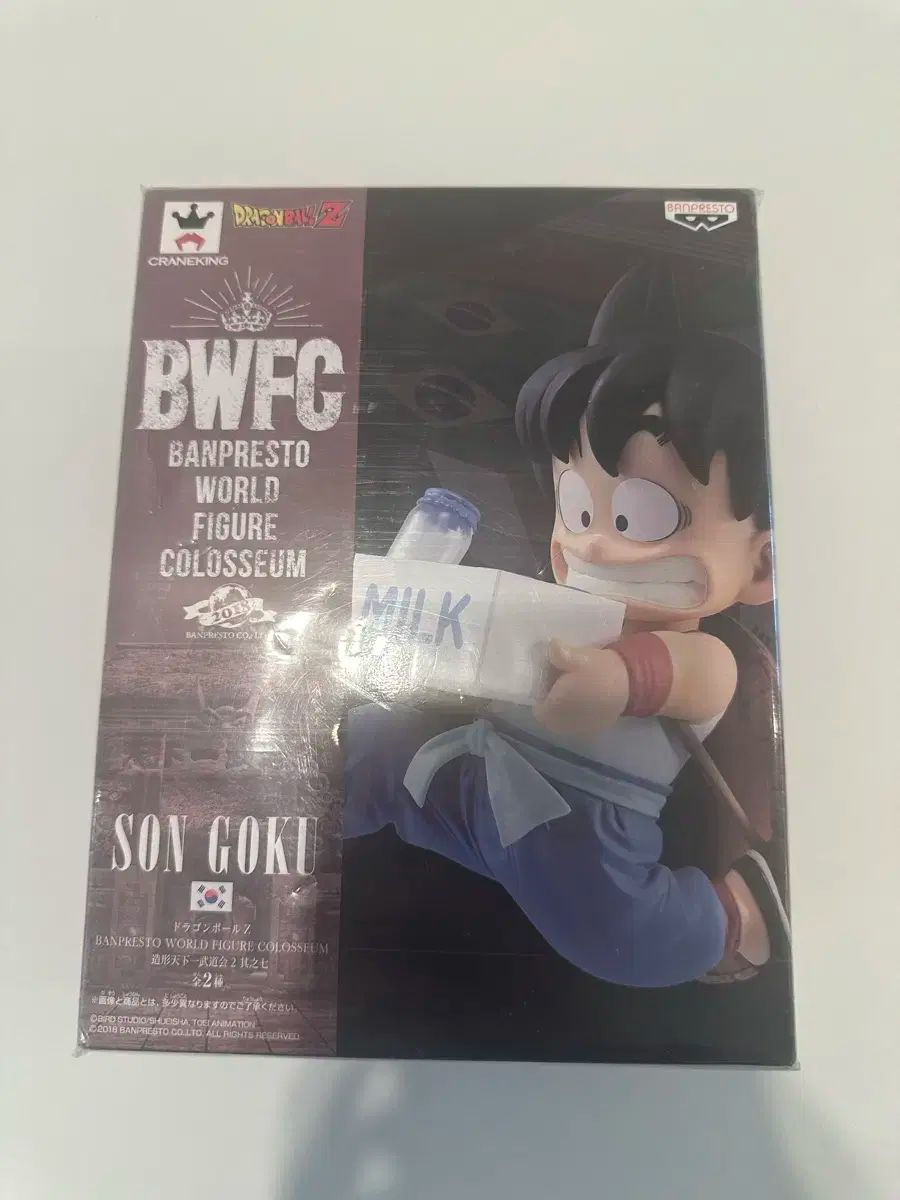 CRANEKING
DRAGONBALL Z
BANPRESTO
BWFC
BANPRESTO
WORLD
FIGURE
COLOSSEUM
2018
BANPRESTO CO., LTD.
MILK
SON GOKU
ドラゴンボールZ
BANPRESTO WORLD FIGURE COLOSSEUM
造形天下一武道会2 其之七
全2種
※画像と商品とは、多少異なりますのでご了承ください。
©BIRD STUDIO/SHUEISHA, TOEI ANIMATION
©2018 BANPRESTO CO.,LTD. ALL RIGHTS RESERVED.